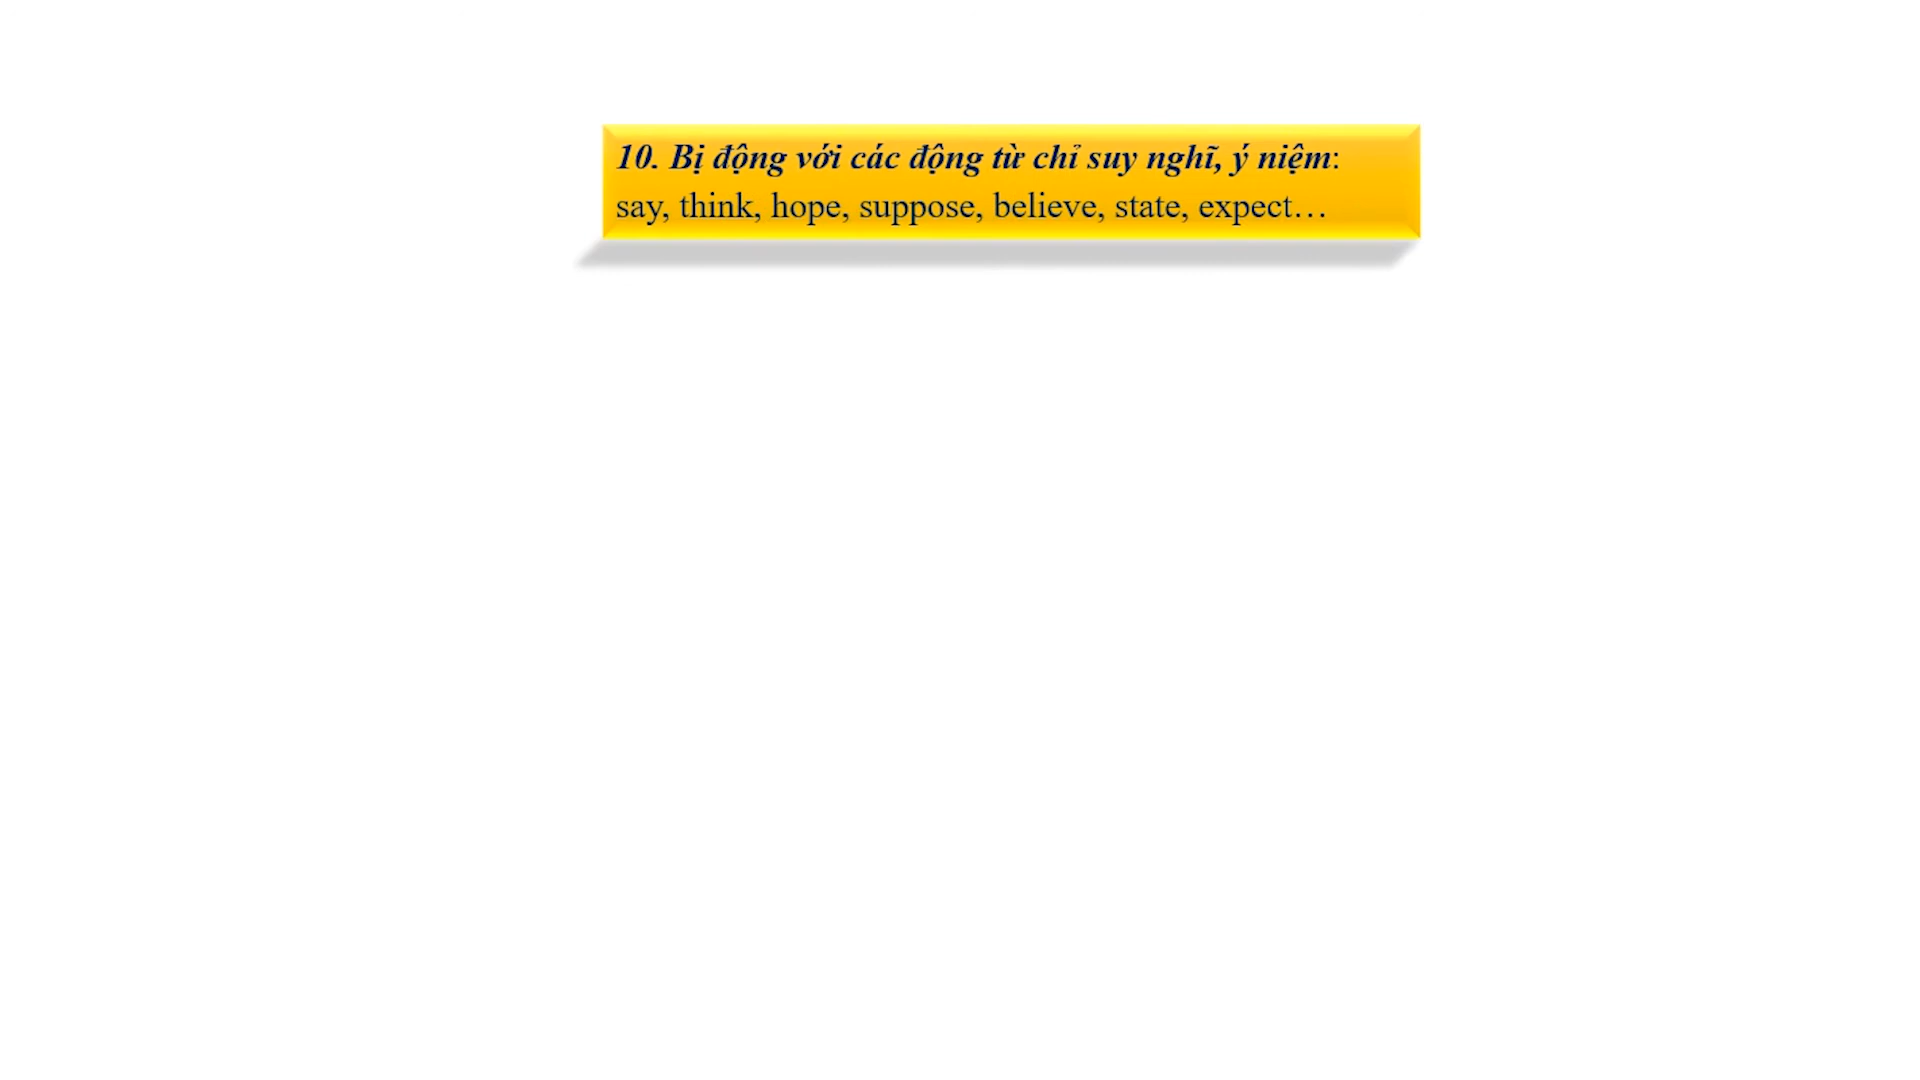 10. Bị động với các động từ chỉ suy nghĩ, ý niệm:
say, think, hope, suppose, believe, state, expect…